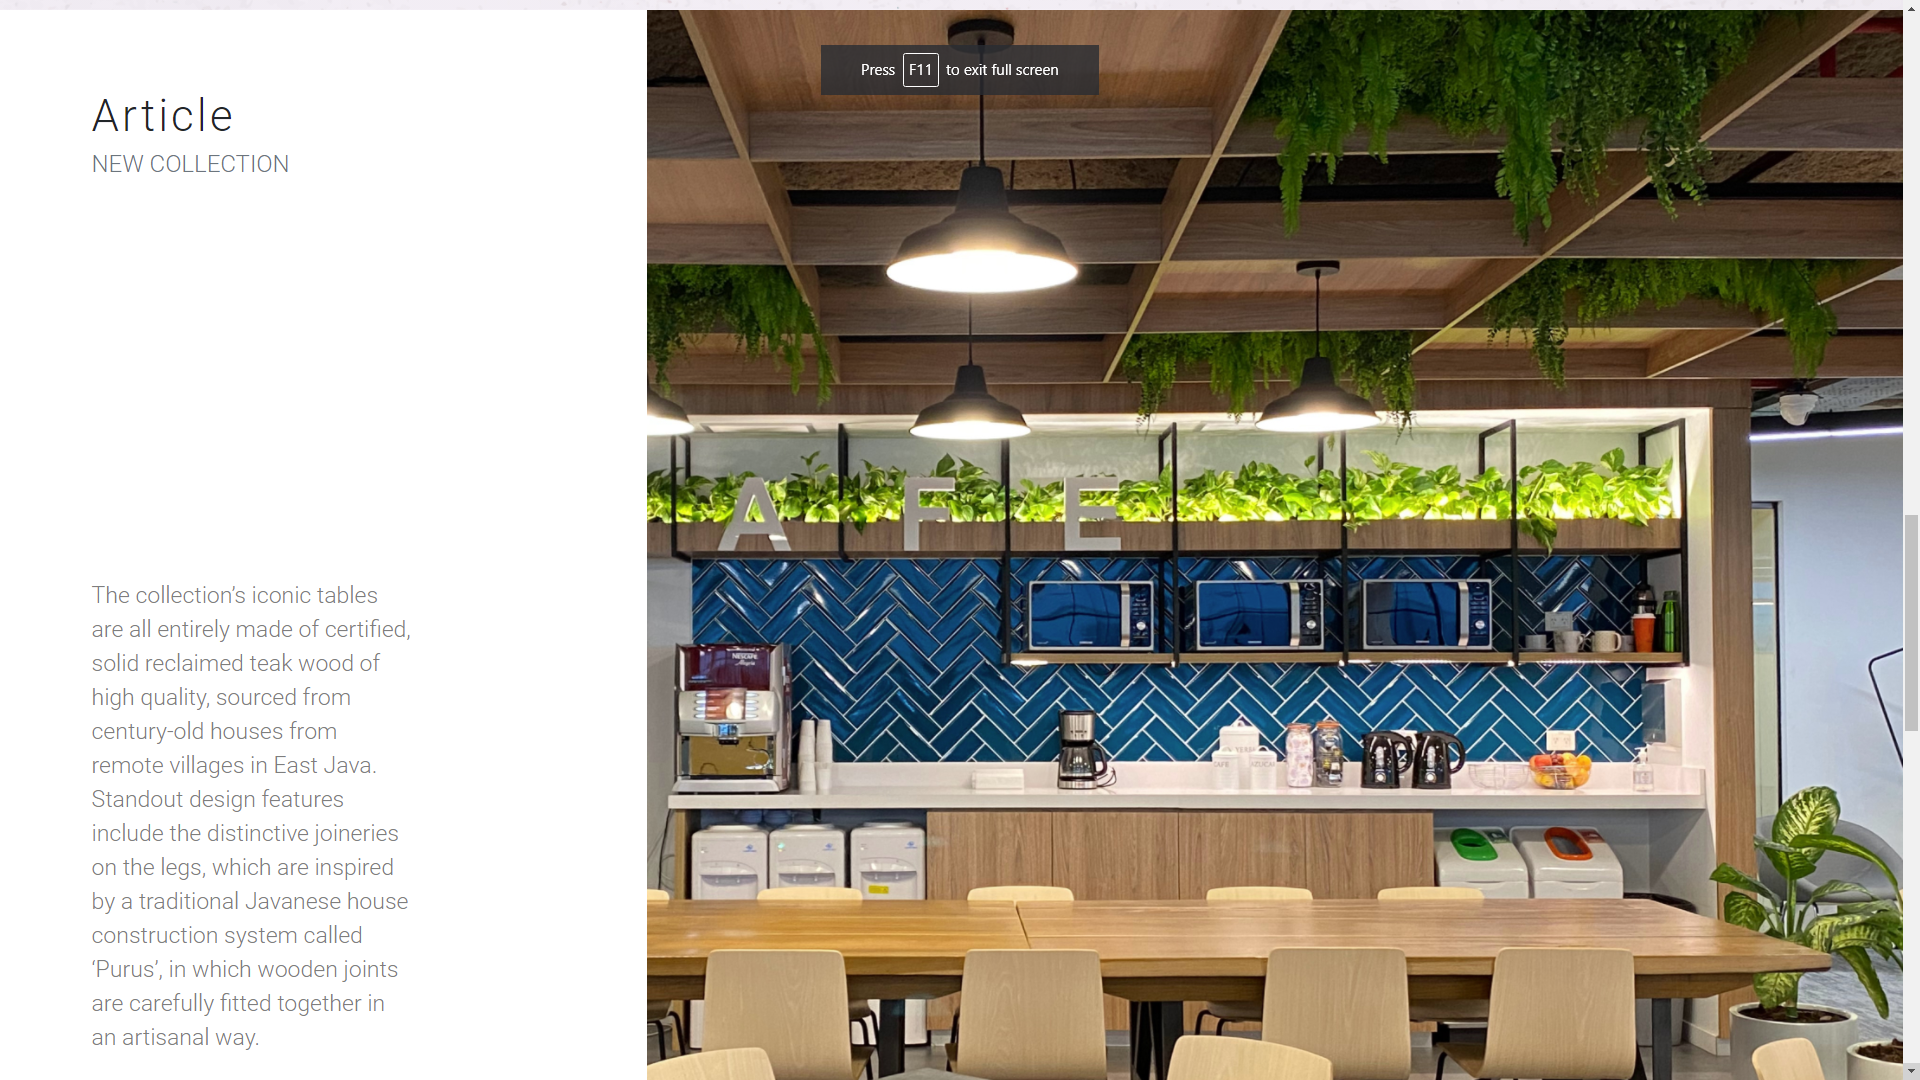 Press F11 to exit full screen
Article
NEW COLLECTION
The collection’s iconic tables
are all entirely made of certified,
solid reclaimed teak wood of
high quality, sourced from
century-old houses from
remote villages in East Java.
Standout design features
include the distinctive joineries
on the legs, which are inspired
by a traditional Javanese house
construction system called
‘Purus’, in which wooden joints
are carefully fitted together in
an artisanal way.
A F E
NESCAFÉ
CAFE
AZUCAR